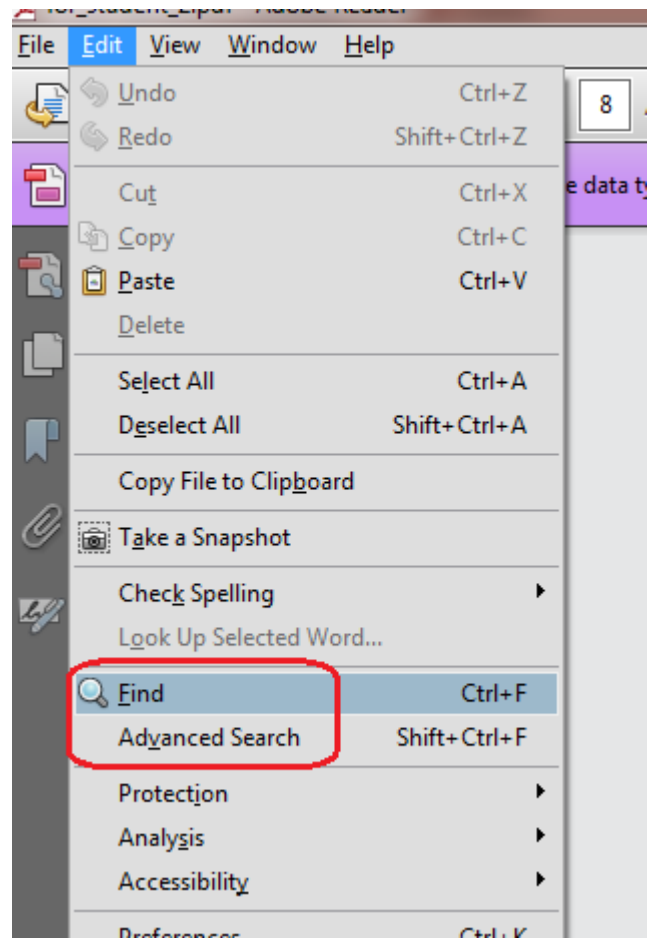 File Edit View Window Help
Undo Ctrl+Z
8
Redo Shift+Ctrl+Z
Cut Ctrl+X
e data ty
Copy Ctrl+C
Paste Ctrl+V
Delete
Select All Ctrl+A
Deselect All Shift+Ctrl+A
Copy File to Clipboard
Take a Snapshot
Check Spelling
Look Up Selected Word...
Find Ctrl+F
Advanced Search Shift+Ctrl+F
Protection
Analysis
Accessibility
Preferences Ctrl+K